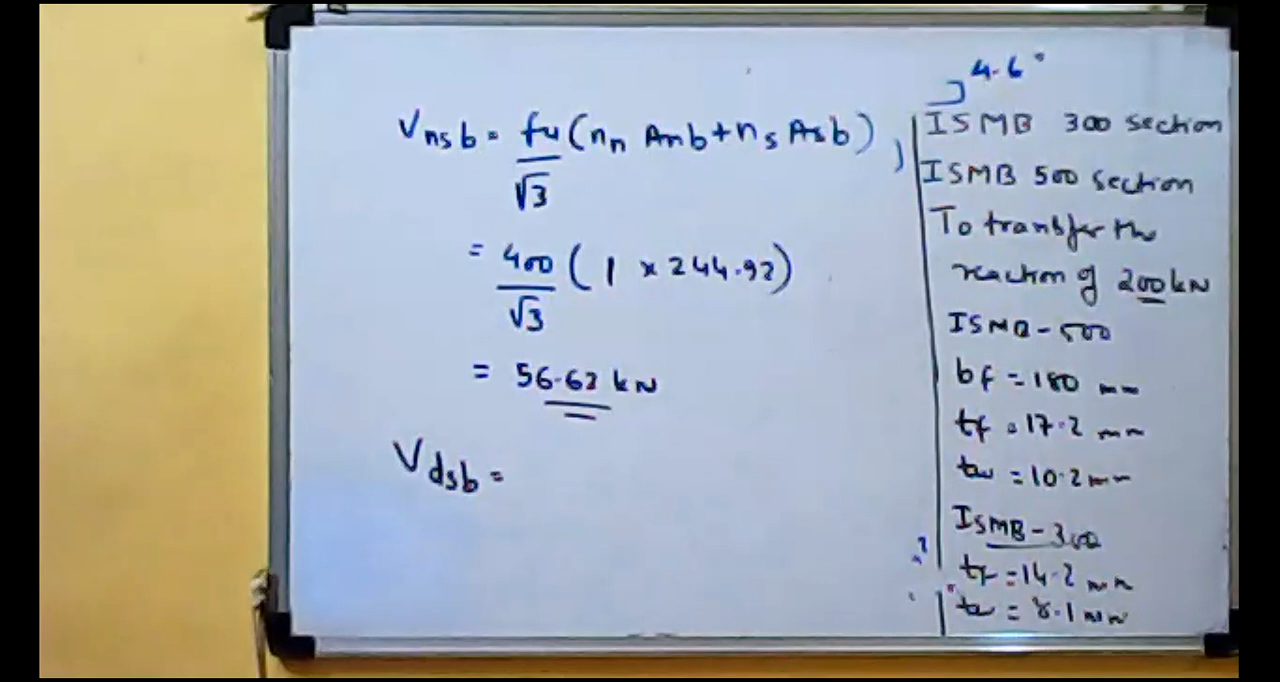 Vnsb = fu/√3 (nn Anb + ns Asb)
= 400/√3 (1 × 244.92)
= 56.62 kN
Vdsb =
4.6
ISMB 300 section
ISMB 500 section
To transfer the
reaction of 200 kN
ISMB - 500
bf = 180 mm
tf = 17.2 mm
tw = 10.2 mm
ISMB - 300
tf = 14.2 mm
tw = 8.1 mm